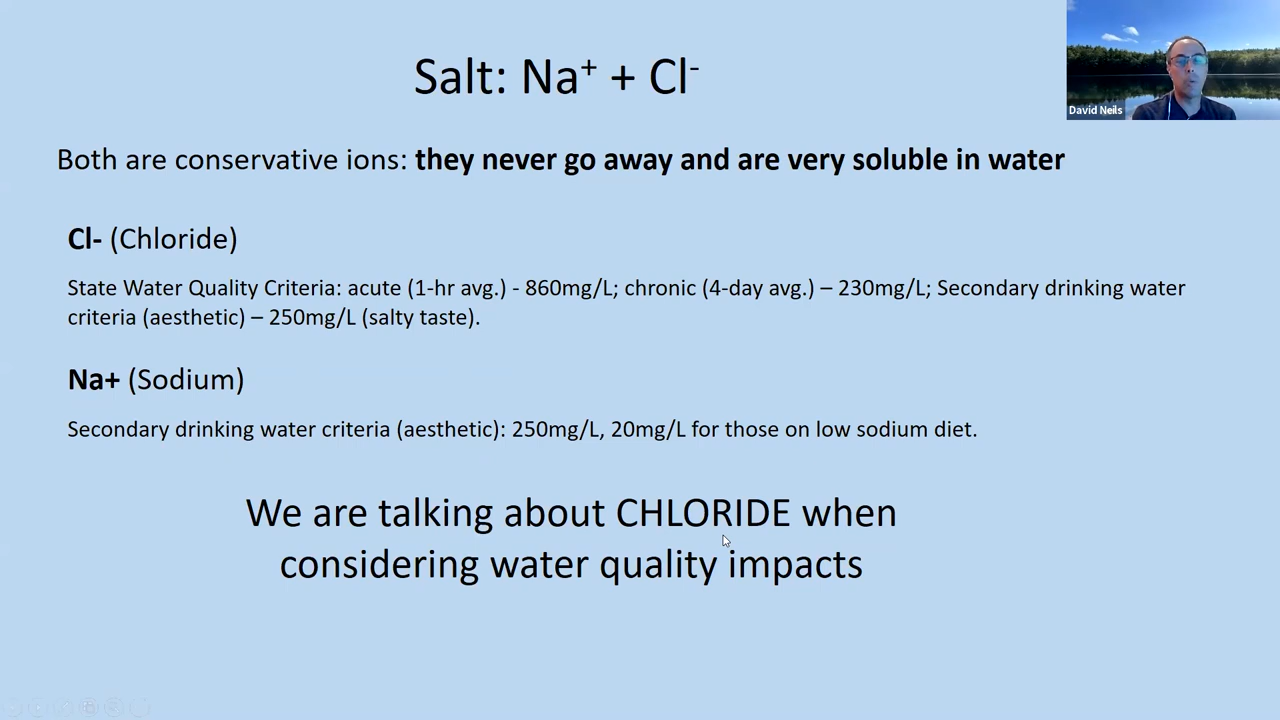 Salt: Na⁺ + Cl⁻
David Neils
Both are conservative ions: they never go away and are very soluble in water
Cl- (Chloride)
State Water Quality Criteria: acute (1-hr avg.) - 860mg/L; chronic (4-day avg.) – 230mg/L; Secondary drinking water
criteria (aesthetic) – 250mg/L (salty taste).
Na+ (Sodium)
Secondary drinking water criteria (aesthetic): 250mg/L, 20mg/L for those on low sodium diet.
We are talking about CHLORIDE when
considering water quality impacts